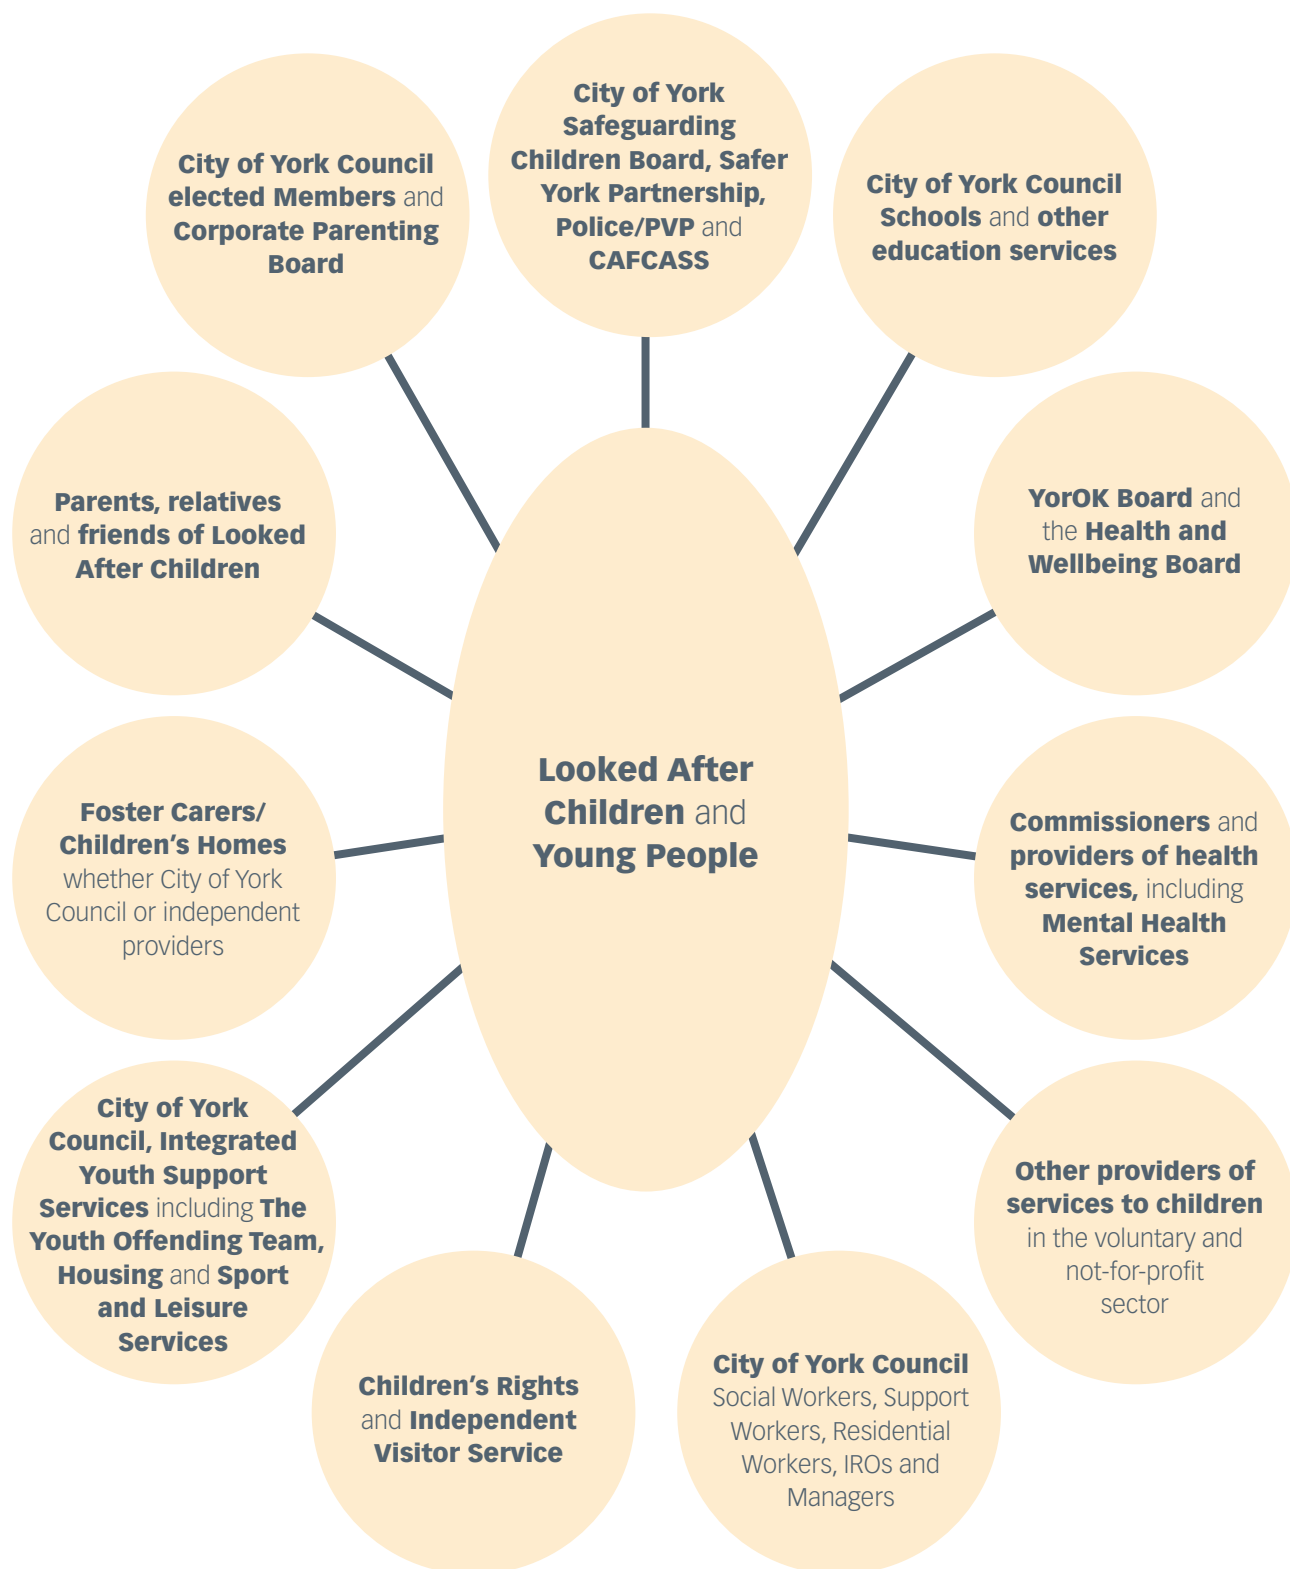 City of York
Safeguarding
Children Board, Safer
York Partnership,
Police/PVP and
CAFCASS
City of York Council
elected Members and
Corporate Parenting
Board
City of York Council
Schools and other
education services
Parents, relatives
and friends of Looked
After Children
YorOK Board and
the Health and
Wellbeing Board
Looked After
Children and
Young People
Foster Carers/
Children’s Homes
whether City of York
Council or independent
providers
Commissioners and
providers of health
services, including
Mental Health
Services
City of York
Council, Integrated
Youth Support
Services including The
Youth Offending Team,
Housing and Sport
and Leisure
Services
Other providers of
services to children
in the voluntary and
not-for-profit
sector
Children’s Rights
and Independent
Visitor Service
City of York Council
Social Workers, Support
Workers, Residential
Workers, IROs and
Managers